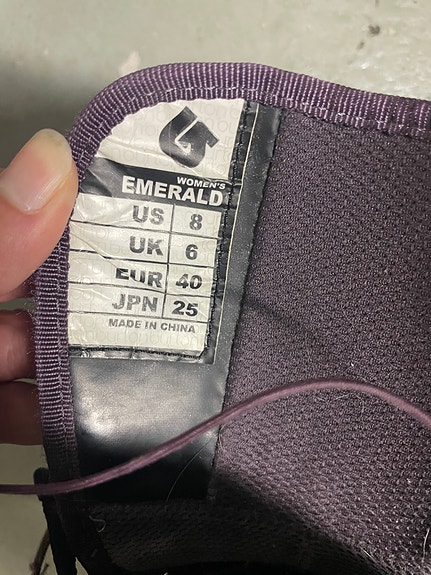 WOMEN'S
EMERALD
US 8
UK 6
EUR 40
JPN 25
MADE IN CHINA